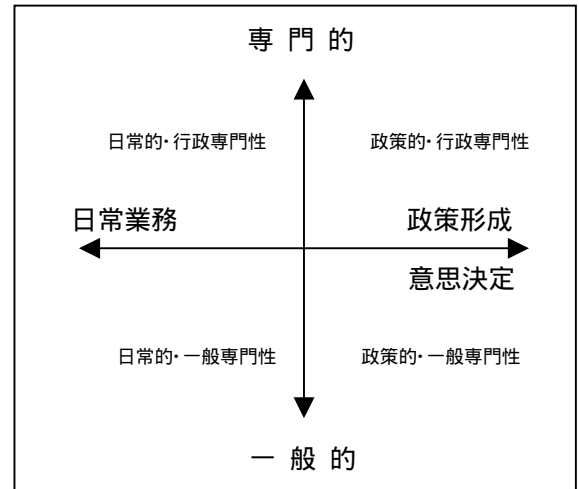 専 門 的
日常的･行政専門性
政策的･行政専門性
日常業務
政策形成
意思決定
日常的･一般専門性
政策的･一般専門性
一 般 的